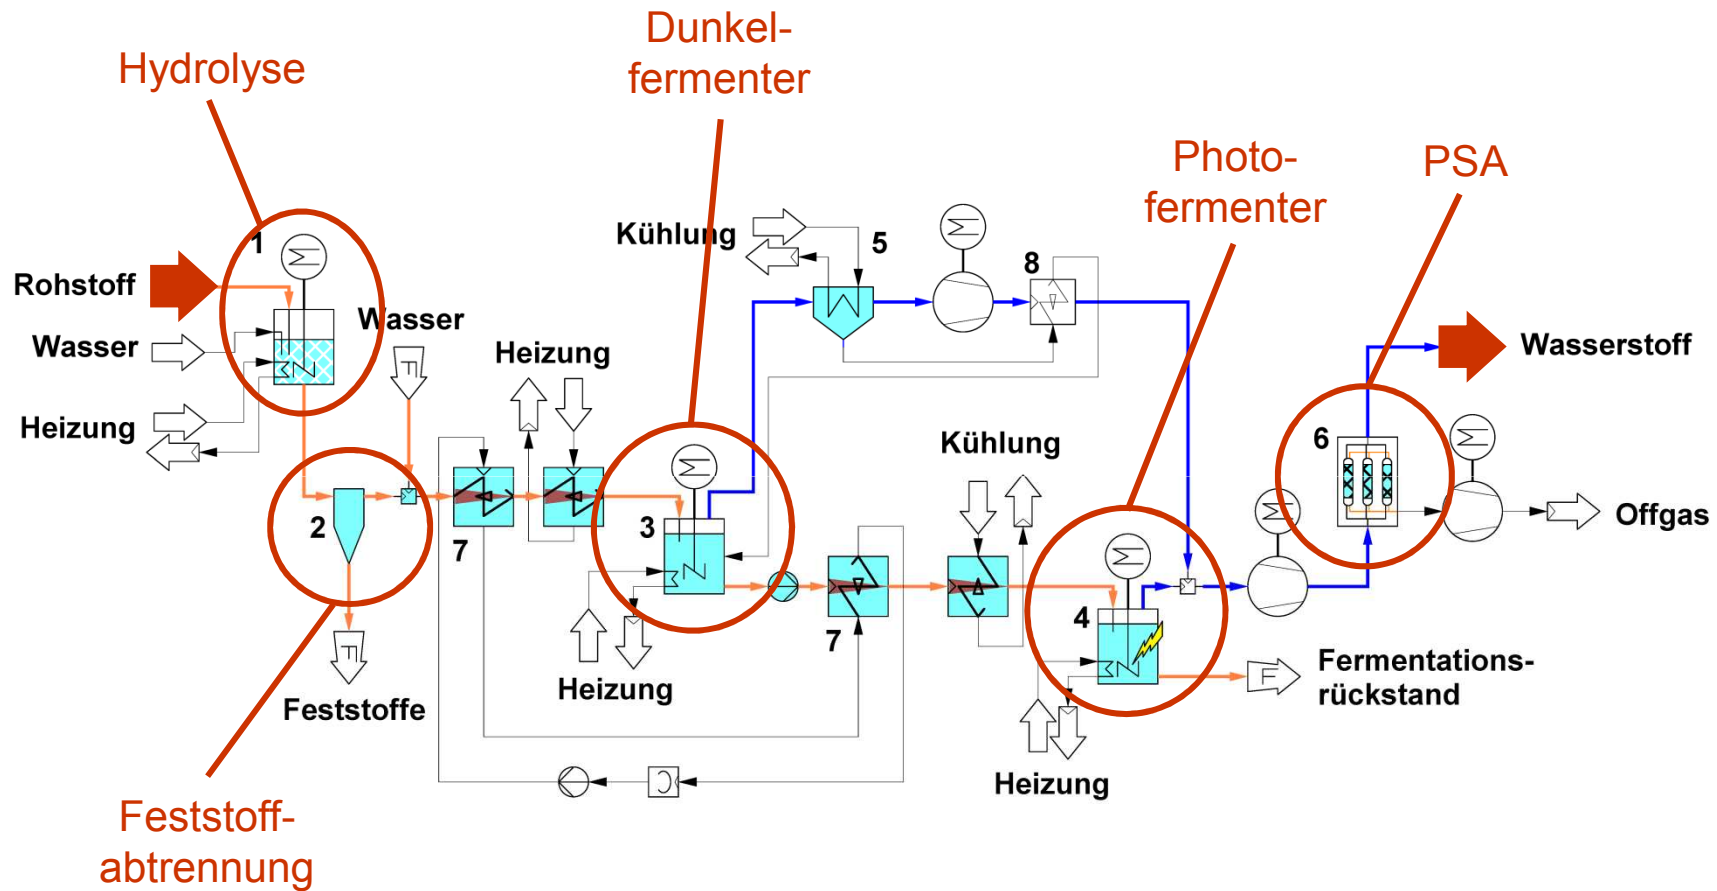 Dunkel-
fermenter
Hydrolyse
Photo-
fermenter
PSA
Kühlung
1
5
8
Rohstoff
Wasser
Wasser
Heizung
Wasserstoff
Heizung
Kühlung
6
2
3
7
Offgas
4
7
Fermentations-
rückstand
Heizung
Feststoffe
Heizung
Feststoff-
abtrennung